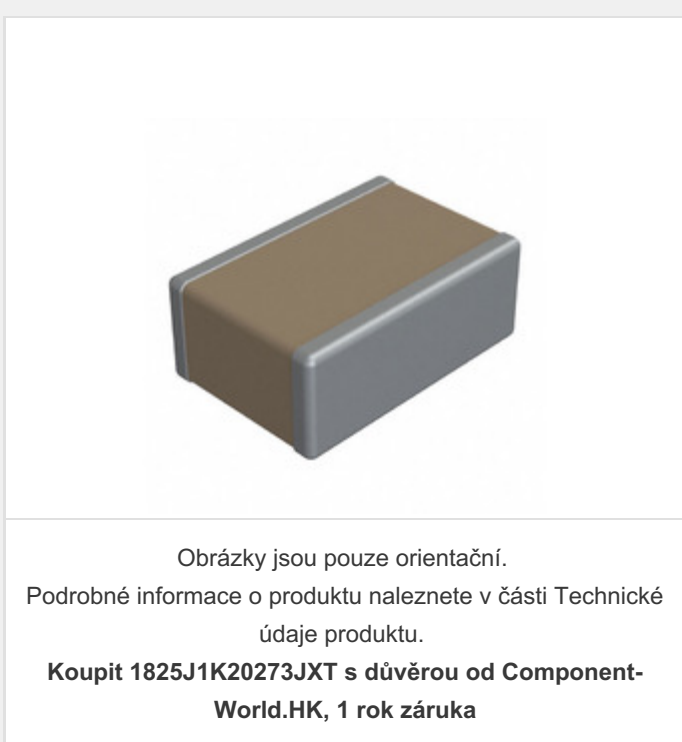 Obrázky jsou pouze orientační.
Podrobné informace o produktu naleznete v části Technické
údaje produktu.
Koupit 1825J1K20273JXT s důvěrou od Component-
World.HK, 1 rok záruka